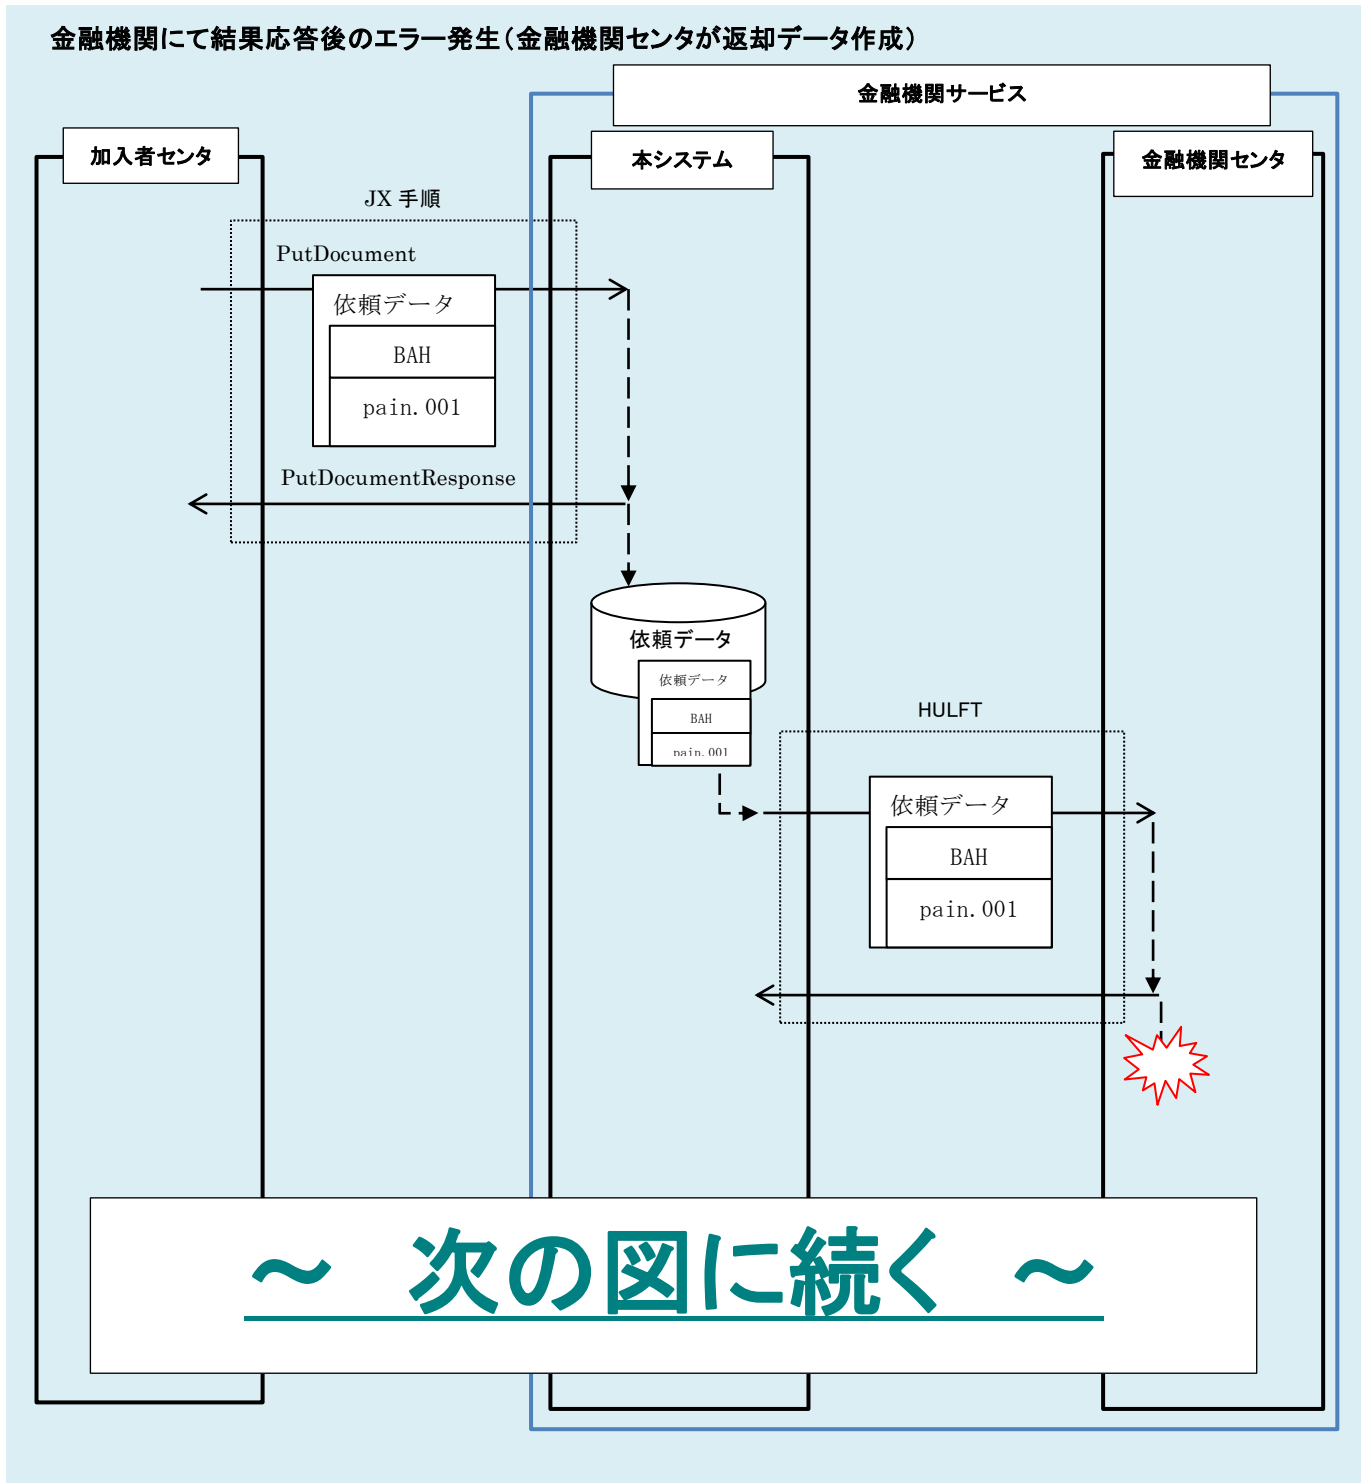 金融機関にて結果応答後のエラー発生（金融機関センタが返却データ作成）
金融機関サービス
加入者センタ
本システム
金融機関センタ
JX 手順
PutDocument
依頼データ
BAH
pain.001
PutDocumentResponse
依頼データ
依頼データ
BAH
pain.001
HULFT
依頼データ
BAH
pain.001
～ 次の図に続く ～